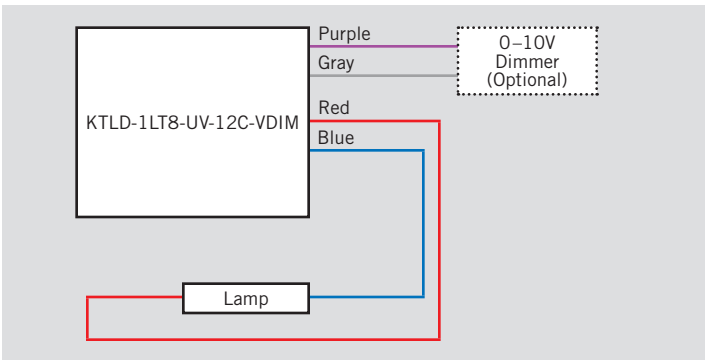 Purple
Gray
0–10V
Dimmer
(Optional)
Red
KTLD-1LT8-UV-12C-VDIM
Blue
Lamp